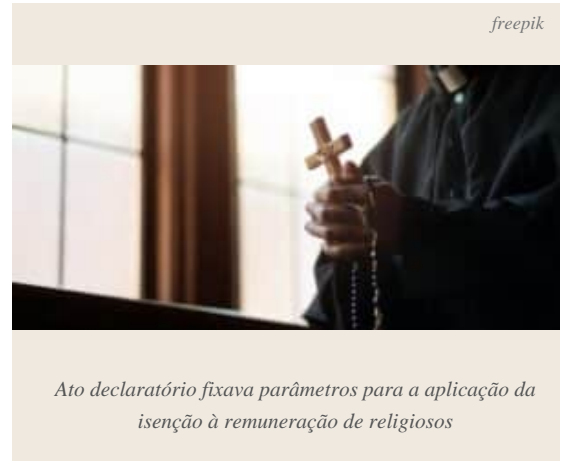 freepik
Ato declaratório fixava parâmetros para a aplicação da
isenção à remuneração de religiosos